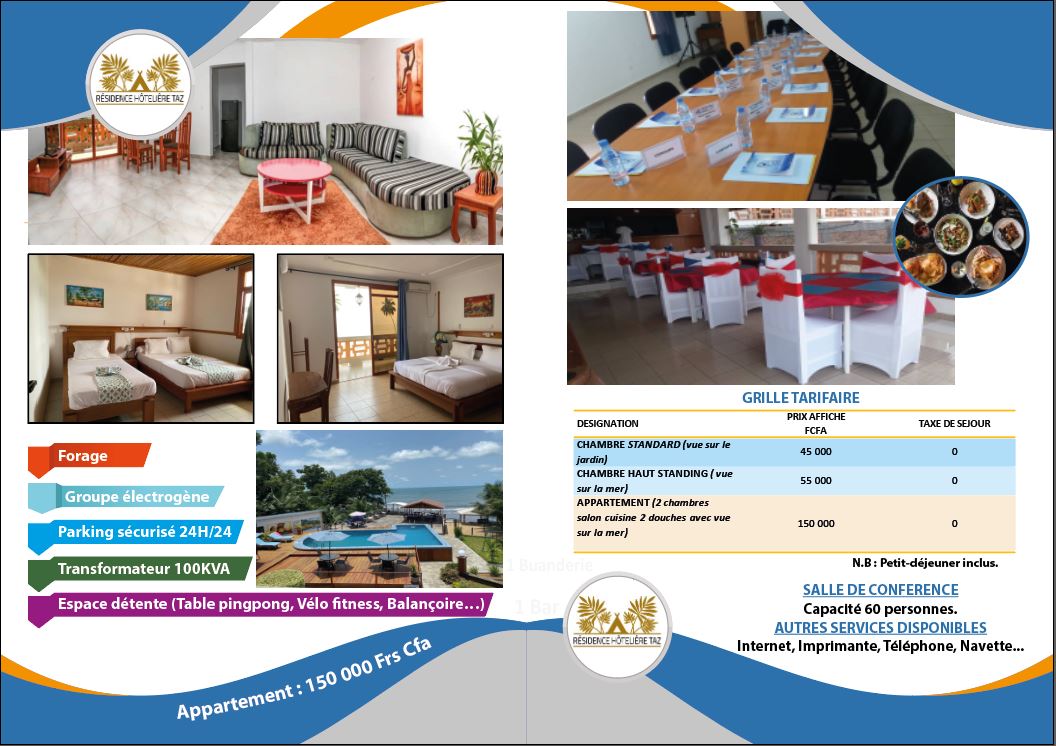 RÉSIDENCE HÔTELIÈRE TAZ
Forage
Groupe électrogène
Parking sécurisé 24H/24
Transformateur 100KVA
Espace détente (Table pingpong, Vélo fitness, Balançoire…)
Appartement : 150 000 Frs Cfa
1 Buanderie
1 Bar
GRILLE TARIFAIRE
DESIGNATION PRIX AFFICHE FCFA TAXE DE SEJOUR
CHAMBRE STANDARD (vue sur le
jardin) 45 000 0
CHAMBRE HAUT STANDING ( vue
sur la mer) 55 000 0
APPARTEMENT (2 chambres
salon cuisine 2 douches avec vue
sur la mer) 150 000 0
N.B : Petit-déjeuner inclus.
SALLE DE CONFERENCE
Capacité 60 personnes.
AUTRES SERVICES DISPONIBLES
Internet, Imprimante, Téléphone, Navette...
RÉSIDENCE HÔTELIÈRE TAZ